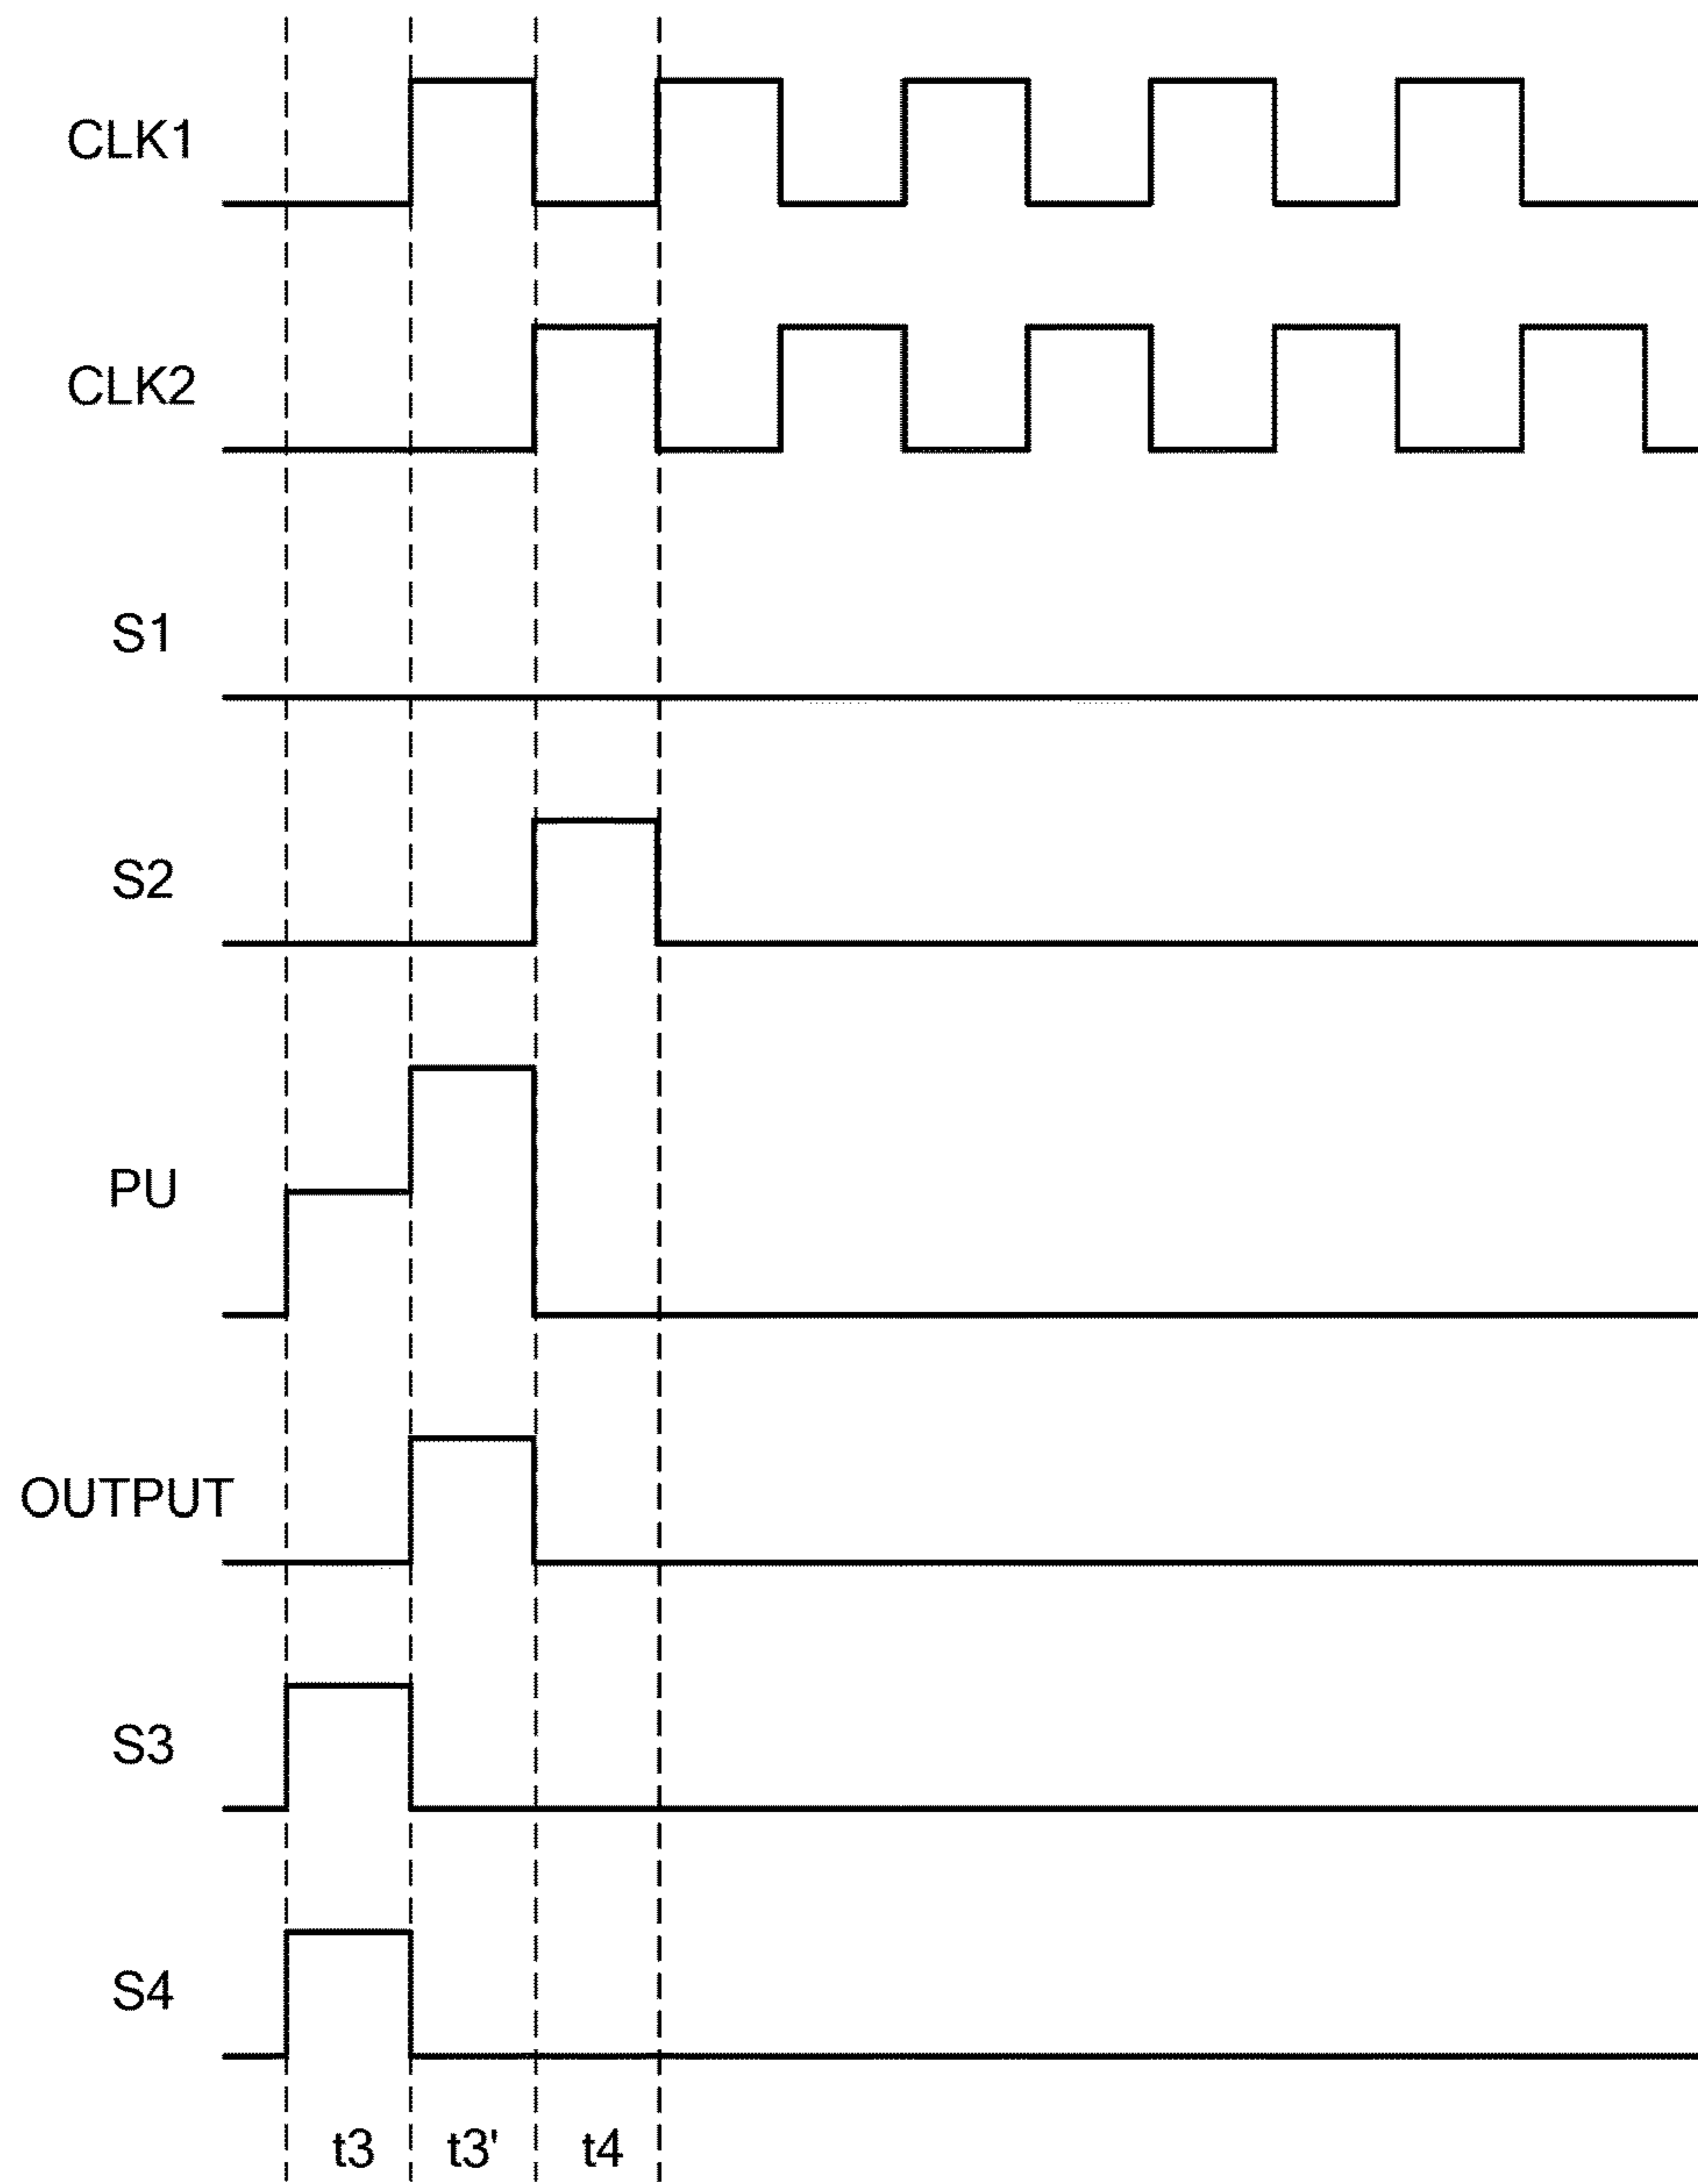 CLK1
CLK2
S1
S2
PU
OUTPUT
S3
S4
t3 t3' t4